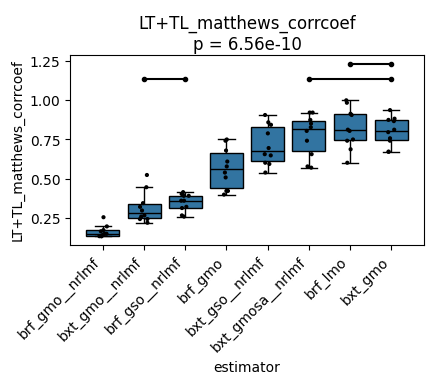 LT+TL_matthews_corrcoef
p = 6.56e-10
LT+TL_matthews_corrcoef
1.25
1.00
0.75
0.50
0.25
brf_gmo__nrlmf
bxt_gmo__nrlmf
brf_gso__nrlmf
brf_gmo
bxt_gso__nrlmf
bxt_gmosa__nrlmf
brf_lmo
bxt_gmo
estimator